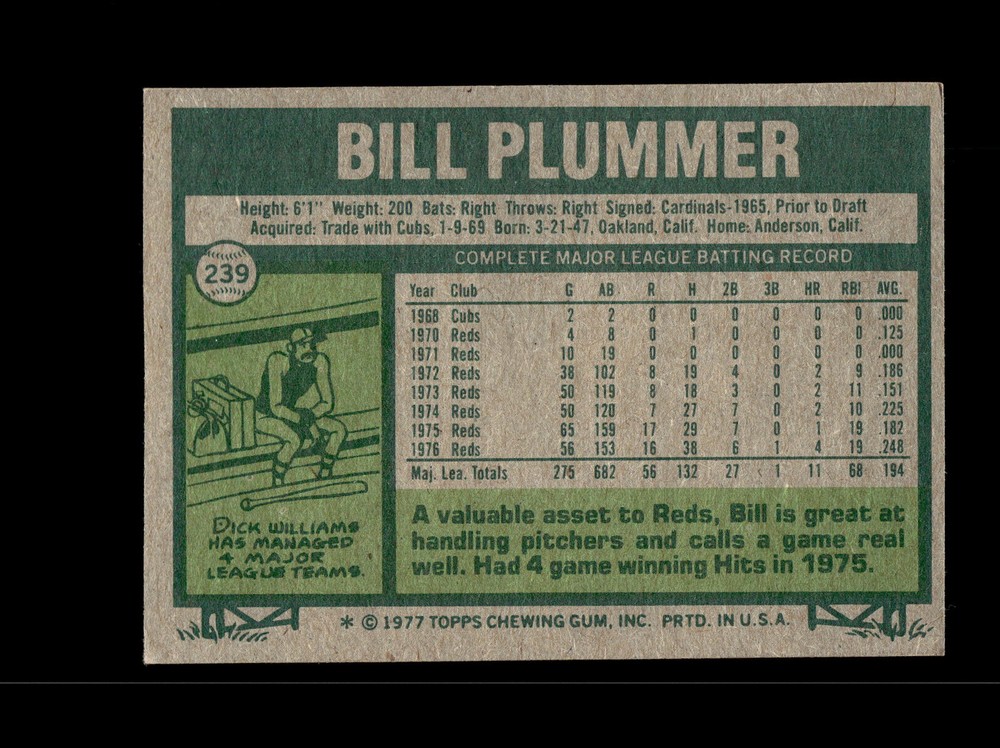 BILL PLUMMER
Height: 6'1" Weight: 200 Bats: Right Throws: Right Signed: Cardinals-1965, Prior to Draft
Acquired: Trade with Cubs, 1-9-69 Born: 3-21-47, Oakland, Calif. Home: Anderson, Calif.
239
COMPLETE MAJOR LEAGUE BATTING RECORD
Year Club G AB R H 2B 3B HR RBI AVG.
1968 Cubs 2 2 0 0 0 0 0 0 .000
1970 Reds 4 8 0 1 0 0 0 0 .125
1971 Reds 10 19 0 0 0 0 0 0 .000
1972 Reds 38 102 8 19 4 0 2 9 .186
1973 Reds 50 119 8 18 3 0 2 11 .151
1974 Reds 50 120 7 27 7 0 2 10 .225
1975 Reds 65 159 17 29 7 0 1 19 .182
1976 Reds 56 153 16 38 6 1 4 19 .248
Maj. Lea. Totals 275 682 56 132 27 1 11 68 194
DICK WILLIAMS
HAS MANAGED
4 MAJOR
LEAGUE TEAMS.
A valuable asset to Reds, Bill is great at
handling pitchers and calls a game real
well. Had 4 game winning Hits in 1975.
* © 1977 TOPPS CHEWING GUM, INC. PRTD. IN U.S.A.